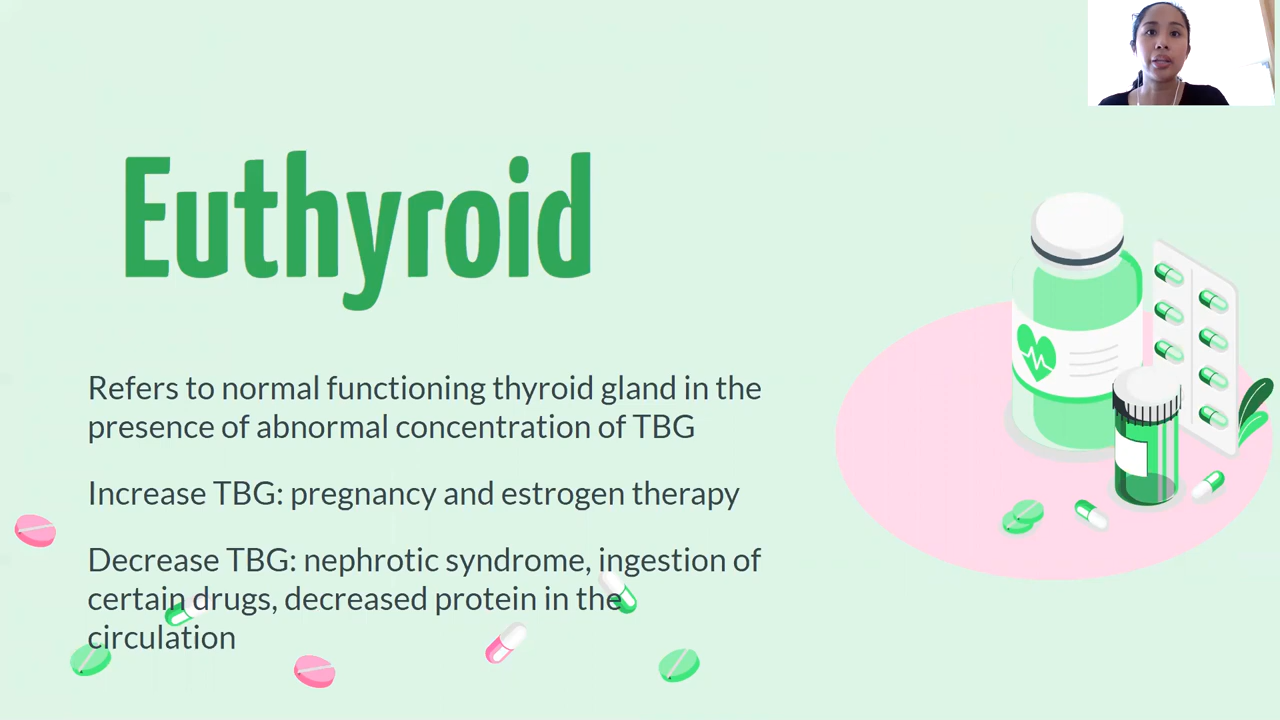 Euthyroid
Refers to normal functioning thyroid gland in the
presence of abnormal concentration of TBG
Increase TBG: pregnancy and estrogen therapy
Decrease TBG: nephrotic syndrome, ingestion of
certain drugs, decreased protein in the
circulation